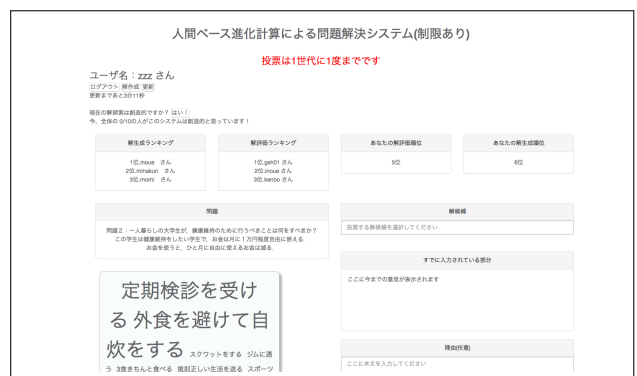 人間ベース進化計算による問題解決システム(制限あり)
投票は1世代に1度までです
ユーザ名：zzz さん
ログアウト 解作成 更新
更新まであと3分11秒
現在の解探索は創造的ですか？ はい！
今、全体の 0/10の人がこのシステムは創造的と思っています！
解生成ランキング
1位.inoue さん
2位.minakun さん
3位.momi さん
解評価ランキング
1位.gsh01 さん
2位.inoue さん
3位.kenbo さん
あなたの解評価順位
5位
あなたの解生成順位
6位
問題
問題２：一人暮らしの大学生が、健康維持のために行うべきことは何をすべきか？
この学生は健康維持をしたい学生で、お金は月に１万円程度自由に使える.
お金を使うと、ひと月に自由に使えるお金は減る.
解候補
投票する解候補を選択してください
すでに入力されている部分
ここに今までの意見が表示されます
理由(任意)
ここに本文を入力してください
定期検診を受け
る 外食を避けて自
炊をする スクワットをする ジムに通
う 3食きちんと食べる 規則正しい生活を送る スポーツ